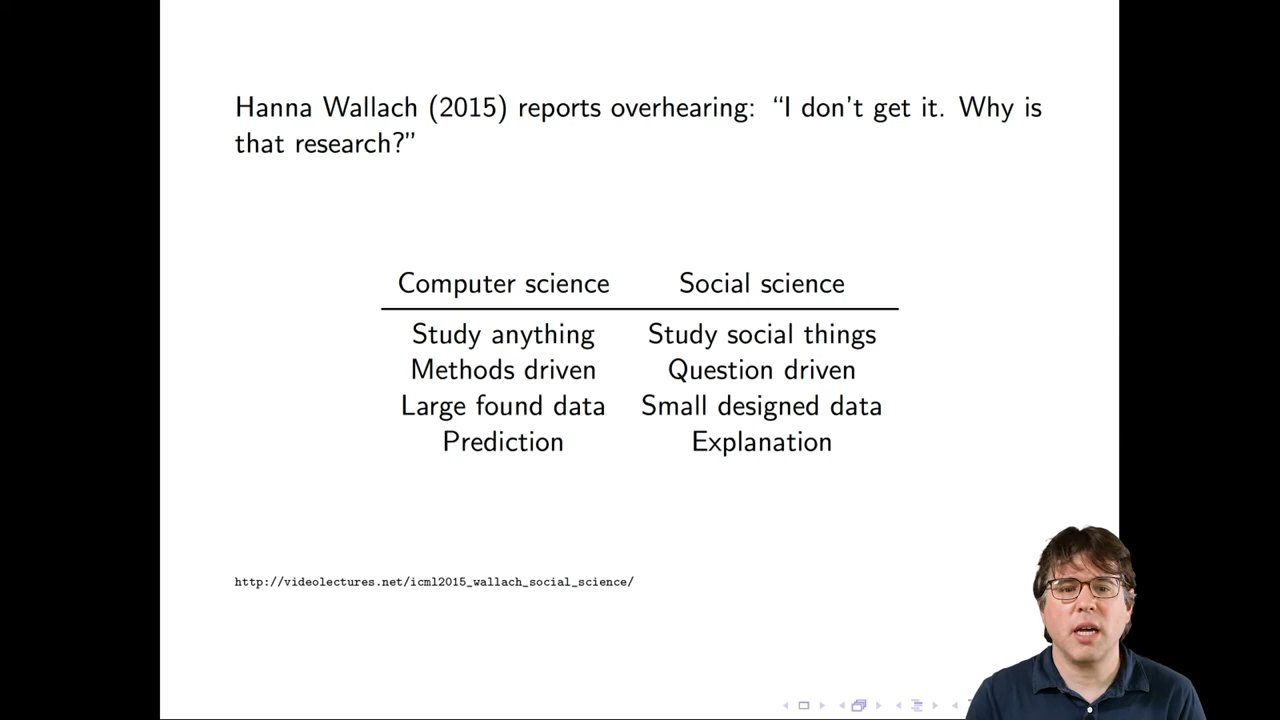 Hanna Wallach (2015) reports overhearing: “I don’t get it. Why is
that research?”
Computer science Social science
Study anything Study social things
Methods driven Question driven
Large found data Small designed data
Prediction Explanation
http://videolectures.net/icml2015_wallach_social_science/